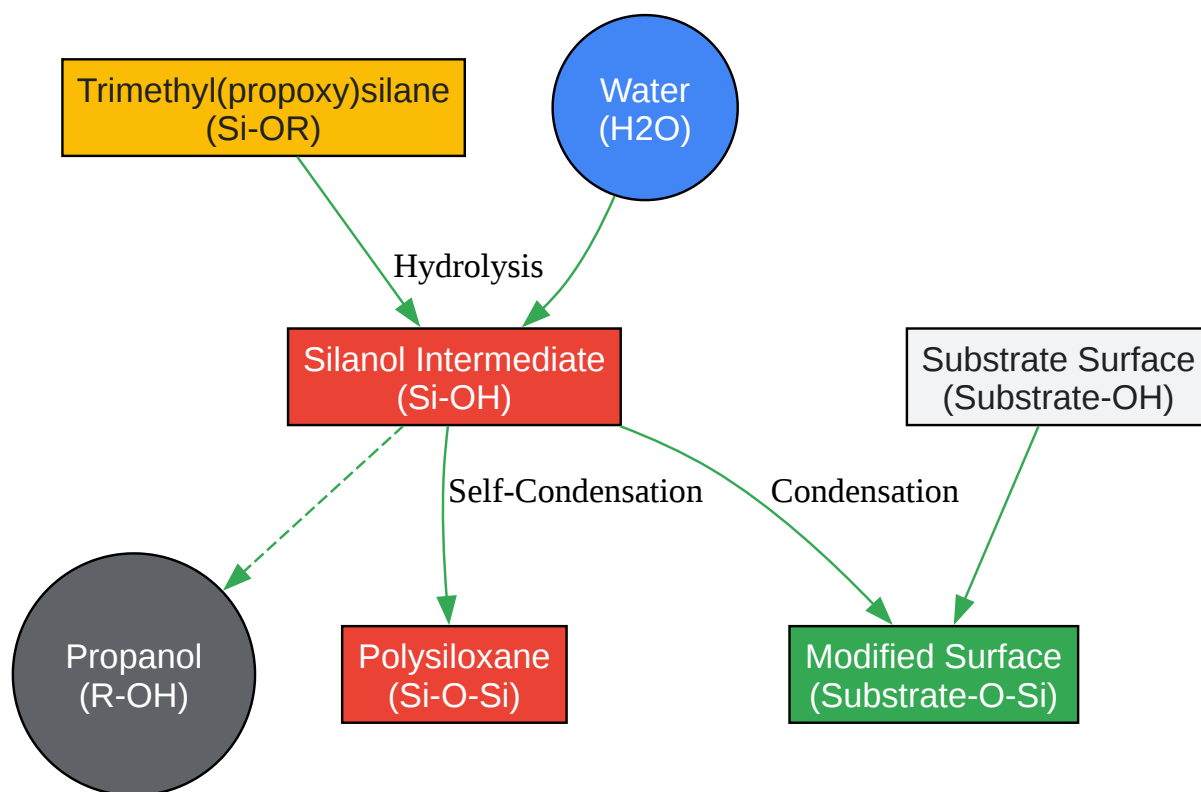 Trimethyl(propoxy)silane
(Si-OR)
Water
(H2O)
Hydrolysis
Silanol Intermediate
(Si-OH)
Substrate Surface
(Substrate-OH)
Self-Condensation
Condensation
Propanol
(R-OH)
Polysiloxane
(Si-O-Si)
Modified Surface
(Substrate-O-Si)